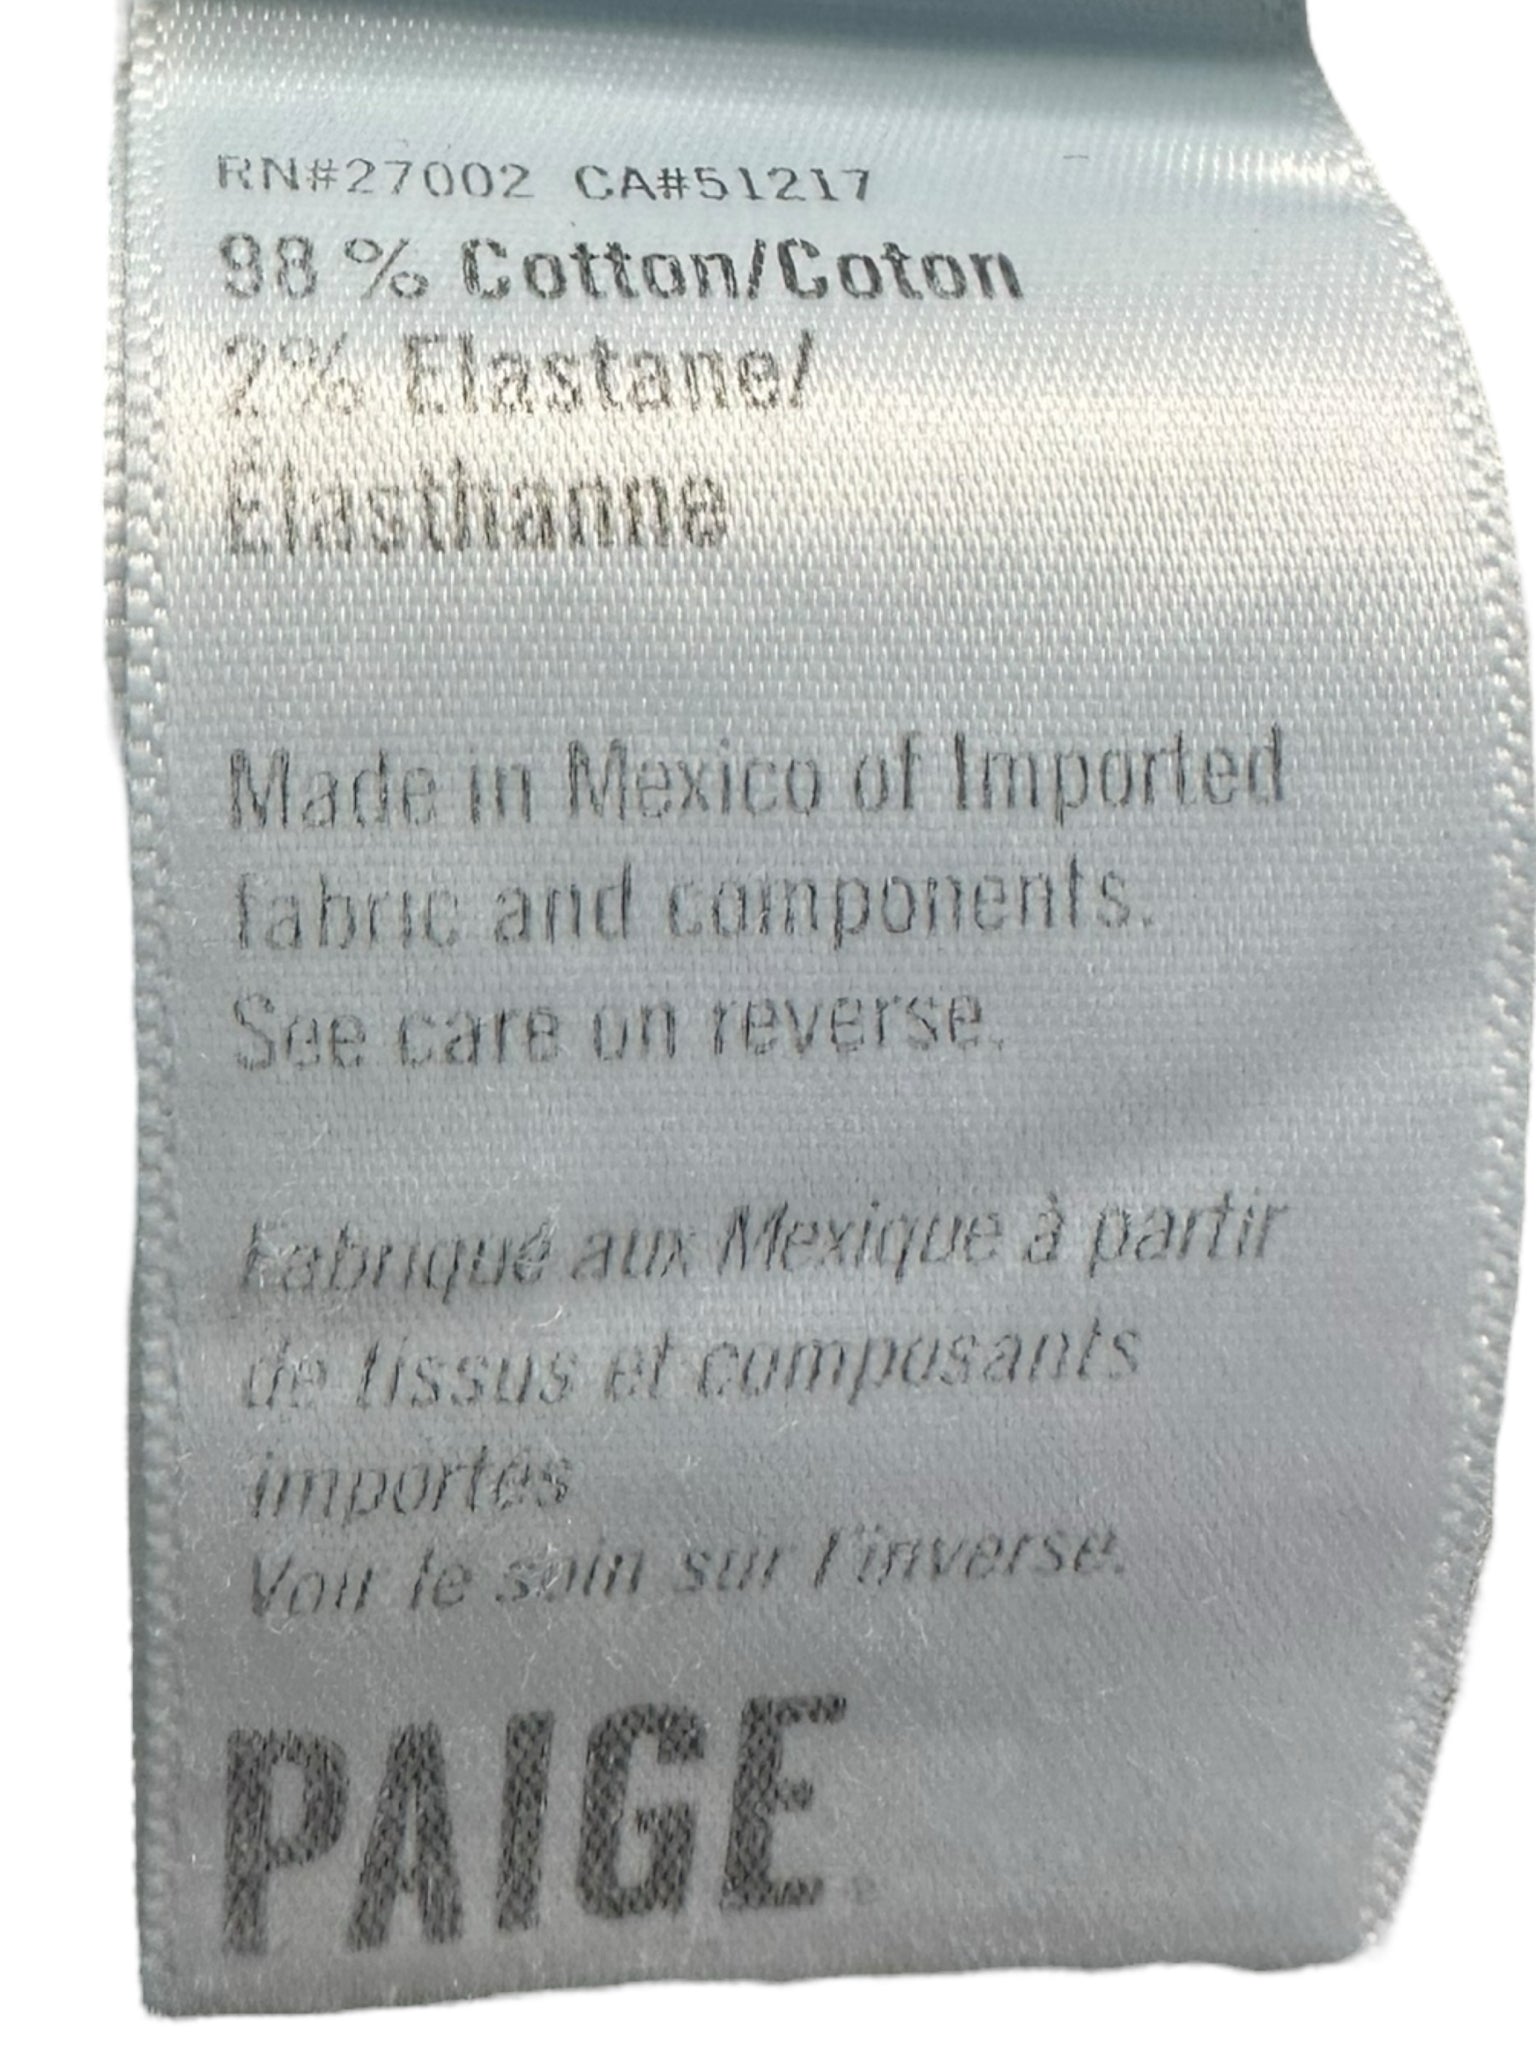 RN#27002 CA#51217
98 % Cotton/Coton
2% Elastane/
Élasthanne
Made in Mexico of Imported
fabric and components.
See care on reverse.
Fabriqué aux Mexique à partir
de tissus et composants
importés
Voir le soin sur l'inverse.
PAIGE